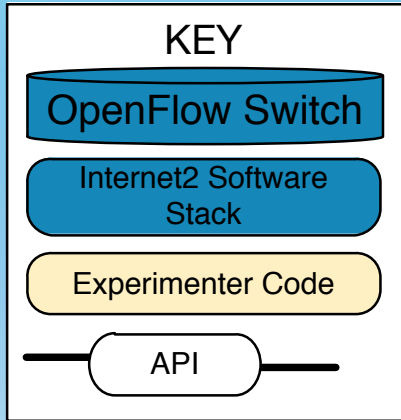 KEY
OpenFlow Switch
Internet2 Software
Stack
Experimenter Code
API